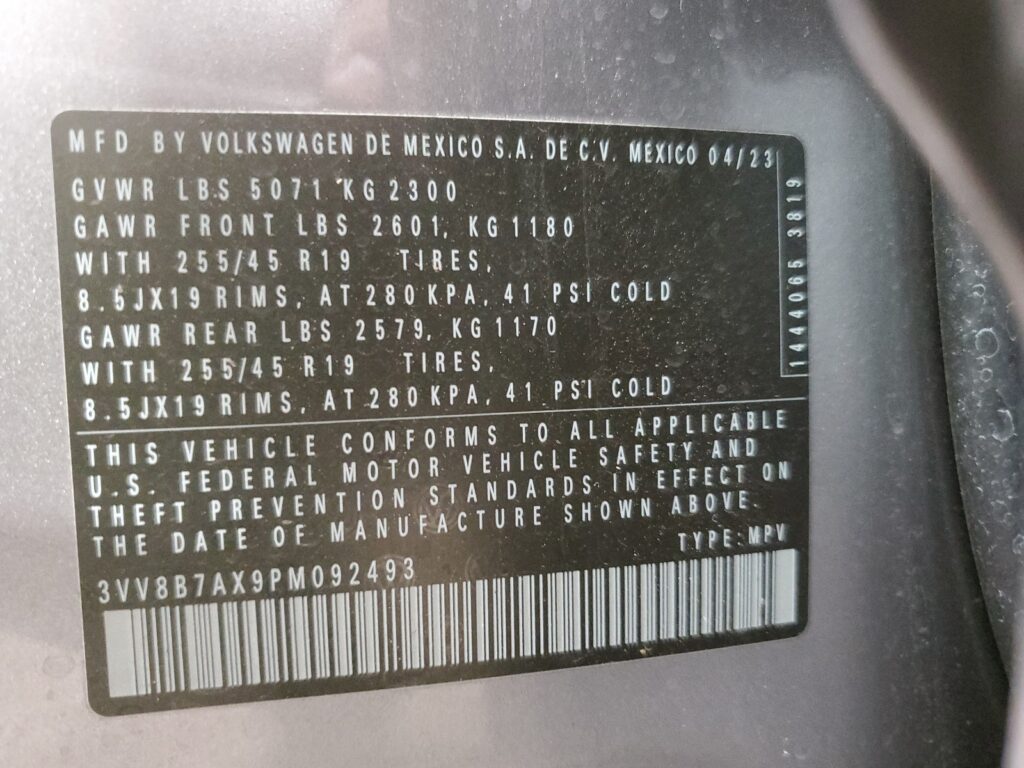 MFD BY VOLKSWAGEN DE MEXICO S.A. DE C.V. MEXICO 04/23
GVWR LBS 5071 KG 2300
GAWR FRONT LBS 2601, KG 1180
WITH 255/45 R19 TIRES,
8.5JX19 RIMS, AT 280 KPA, 41 PSI COLD
GAWR REAR LBS 2579, KG 1170
WITH 255/45 R19 TIRES,
8.5JX19 RIMS, AT 280 KPA, 41 PSI COLD
1444065 3819
THIS VEHICLE CONFORMS TO ALL APPLICABLE
U.S. FEDERAL MOTOR VEHICLE SAFETY AND
THEFT PREVENTION STANDARDS IN EFFECT ON
THE DATE OF MANUFACTURE SHOWN ABOVE.
TYPE: MPV
3VV8B7AX9PM092493